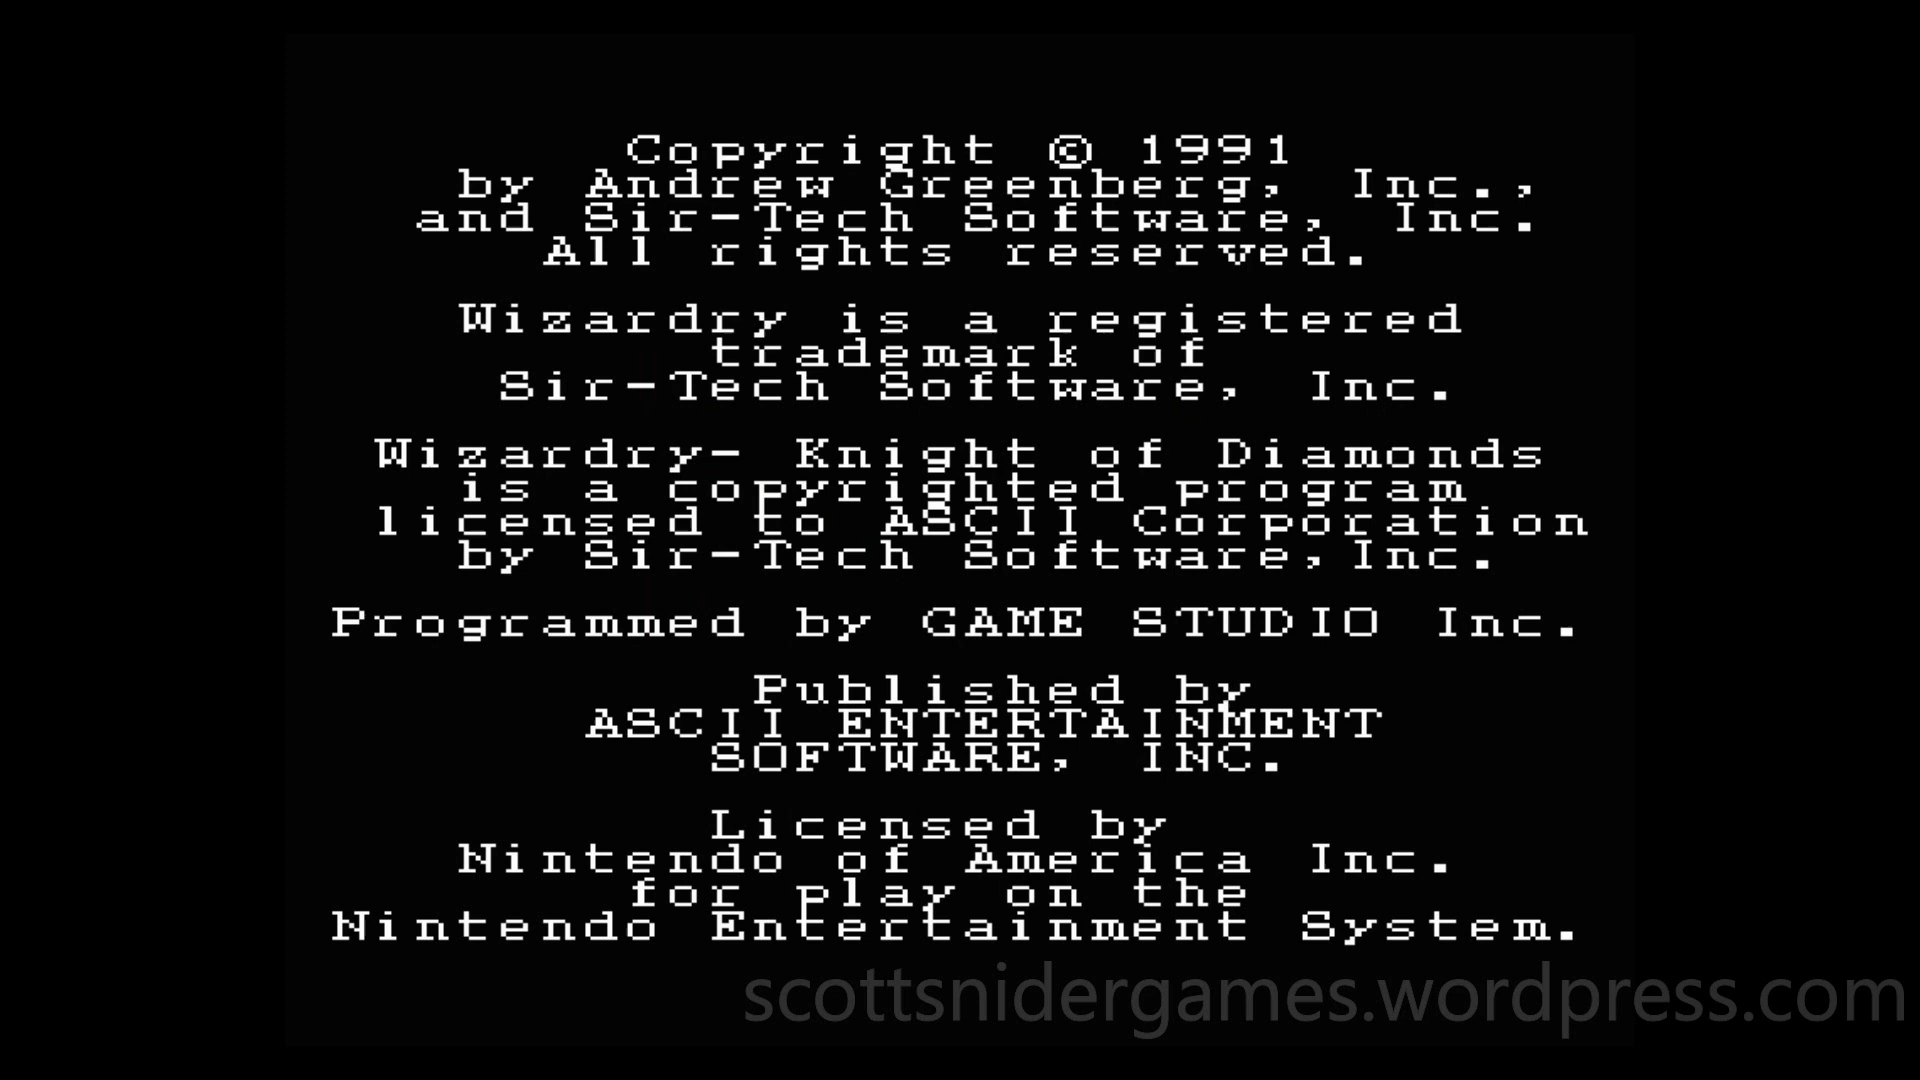 Copyright © 1991
by Andrew Greenberg, Inc.,
and Sir-Tech Software, Inc.
All rights reserved.
Wizardry is a registered
trademark of
Sir-Tech Software, Inc.
Wizardry- Knight of Diamonds
is a copyrighted program
licensed to ASCII Corporation
by Sir-Tech Software,Inc.
Programmed by GAME STUDIO Inc.
Published by
ASCII ENTERTAINMENT
SOFTWARE, INC.
Licensed by
Nintendo of America Inc.
for play on the
Nintendo Entertainment System.
scottsnidergames.wordpress.com